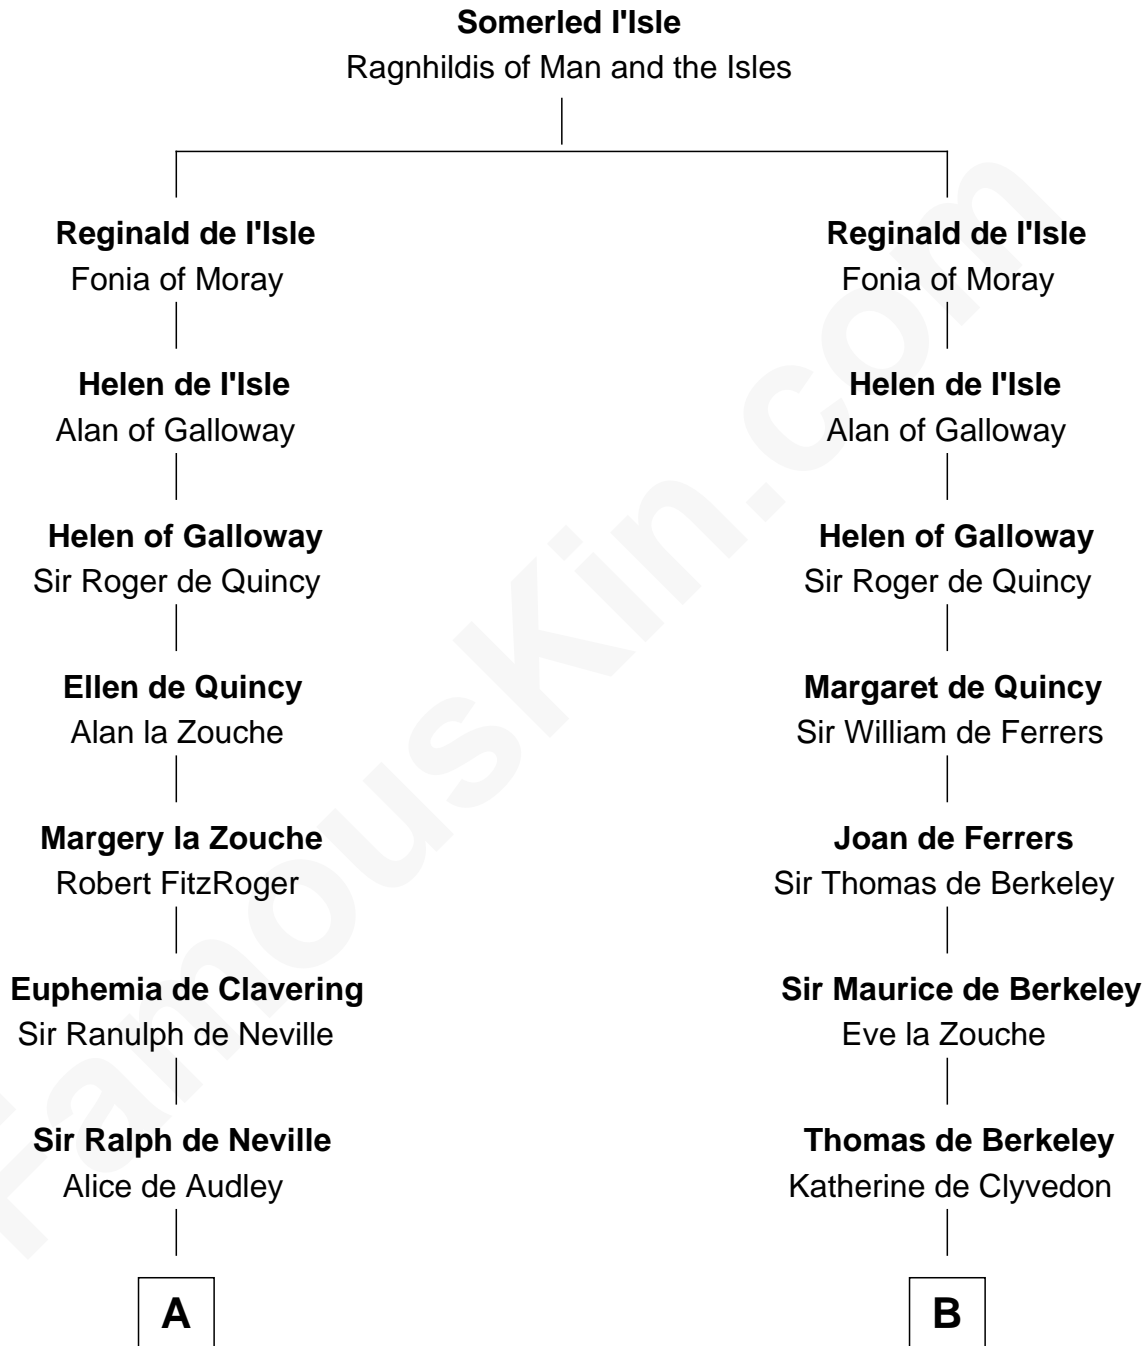 Somerled l'Isle
Ragnhildis of Man and the Isles
Reginald de l'Isle
Fonia of Moray
Helen de l'Isle
Alan of Galloway
Helen of Galloway
Sir Roger de Quincy
Ellen de Quincy
Alan la Zouche
Margery la Zouche
Robert FitzRoger
Euphemia de Clavering
Sir Ranulph de Neville
Sir Ralph de Neville
Alice de Audley
A
Reginald de l'Isle
Fonia of Moray
Helen de l'Isle
Alan of Galloway
Helen of Galloway
Sir Roger de Quincy
Margaret de Quincy
Sir William de Ferrers
Joan de Ferrers
Sir Thomas de Berkeley
Sir Maurice de Berkeley
Eve la Zouche
Thomas de Berkeley
Katherine de Clyvedon
B
FamousKin.com